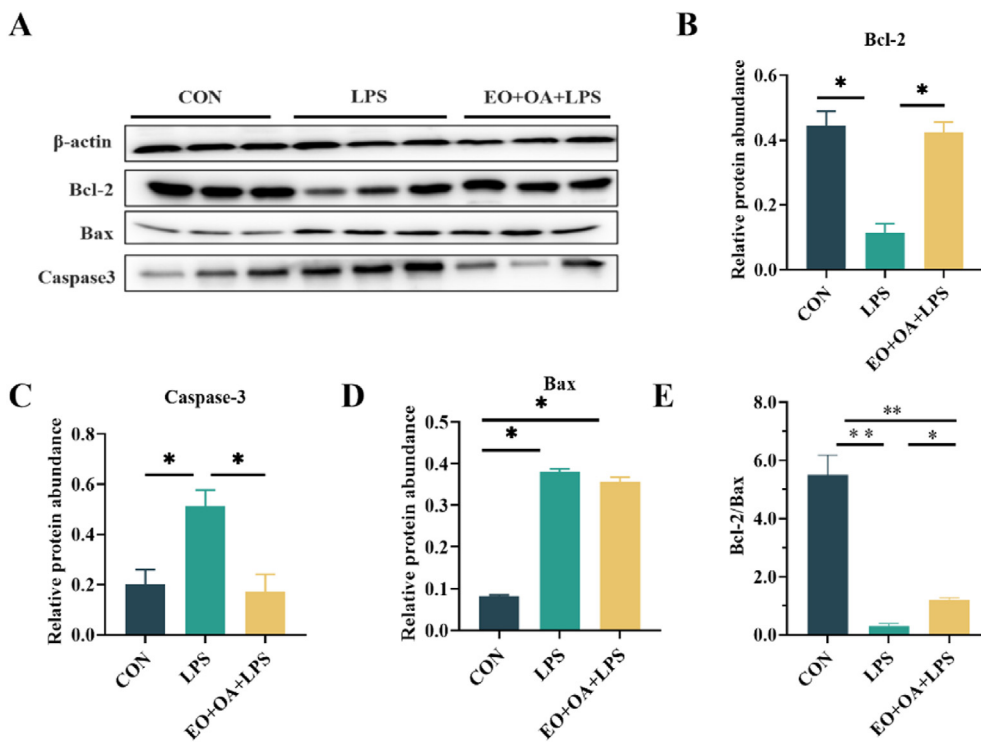 A
CON LPS EO+OA+LPS
β-actin
Bcl-2
Bax
Caspase3
B
Bcl-2
*
*
Relative protein abundance
0.6
0.4
0.2
0.0
CON
LPS
EO+OA+LPS
C
Caspase-3
*
*
Relative protein abundance
0.8
0.6
0.4
0.2
0.0
CON
LPS
EO+OA+LPS
D
Bax
*
*
Relative protein abundance
0.5
0.4
0.3
0.2
0.1
0.0
CON
LPS
EO+OA+LPS
E
**
**
*
Bcl-2/Bax
8.0
6.0
4.0
2.0
0.0
CON
LPS
EO+OA+LPS